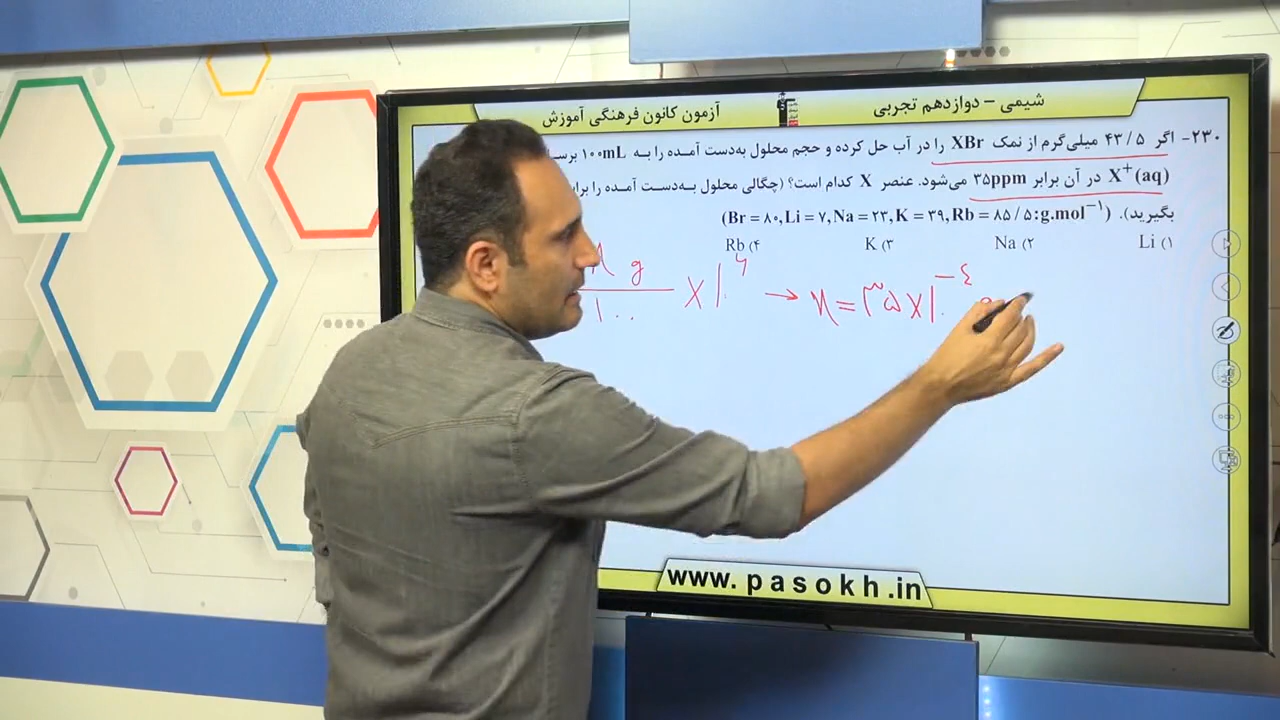 شیمی – دوازدهم تجربی
آزمون کانون فرهنگی آموزش
۲۳۰- اگر ۴۳/۵ میلی‌گرم از نمک XBr را در آب حل کرده و حجم محلول به‌دست آمده را به ۱۰۰mL
X⁺(aq) در آن برابر ۳۵ppm می‌شود. عنصر X کدام است؟ (چگالی محلول به‌دست آمده را
بگیرید). (Br = ۸۰, Li = ۷, Na = ۲۳, K = ۳۹, Rb = ۸۵/۵ : g.mol⁻¹)
۱) Li ۲) Na ۳) K ۴) Rb
g
۱۰۰ × ۱۰⁶ → x = ۳۵ × ۱۰⁻⁴
www.pasokh.in